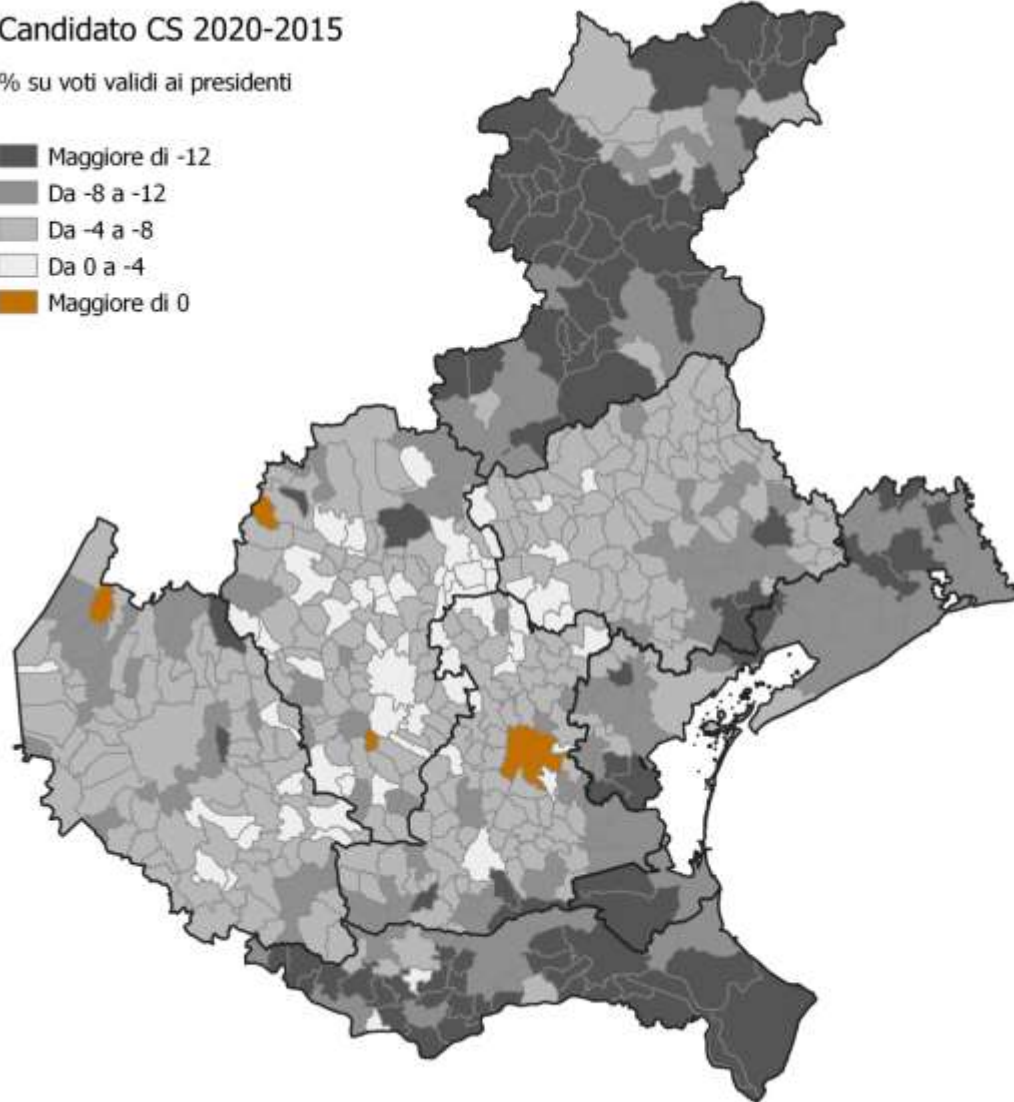 Candidato CS 2020-2015
% su voti validi ai presidenti
Maggiore di -12
Da -8 a -12
Da -4 a -8
Da 0 a -4
Maggiore di 0